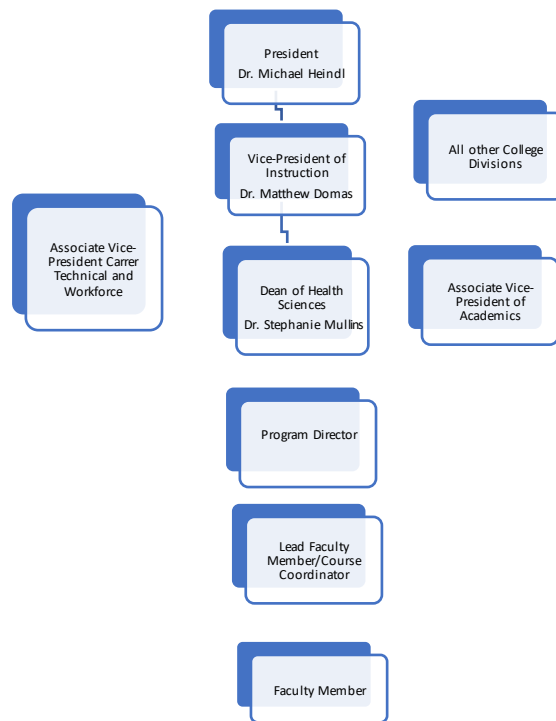 President
Dr. Michael Heindl
Vice-President of
Instruction
Dr. Matthew Domas
All other College
Divisions
Associate Vice-
President Carrer
Technical and
Workforce
Dean of Health
Sciences
Dr. Stephanie Mullins
Associate Vice-
President of
Academics
Program Director
Lead Faculty
Member/Course
Coordinator
Faculty Member